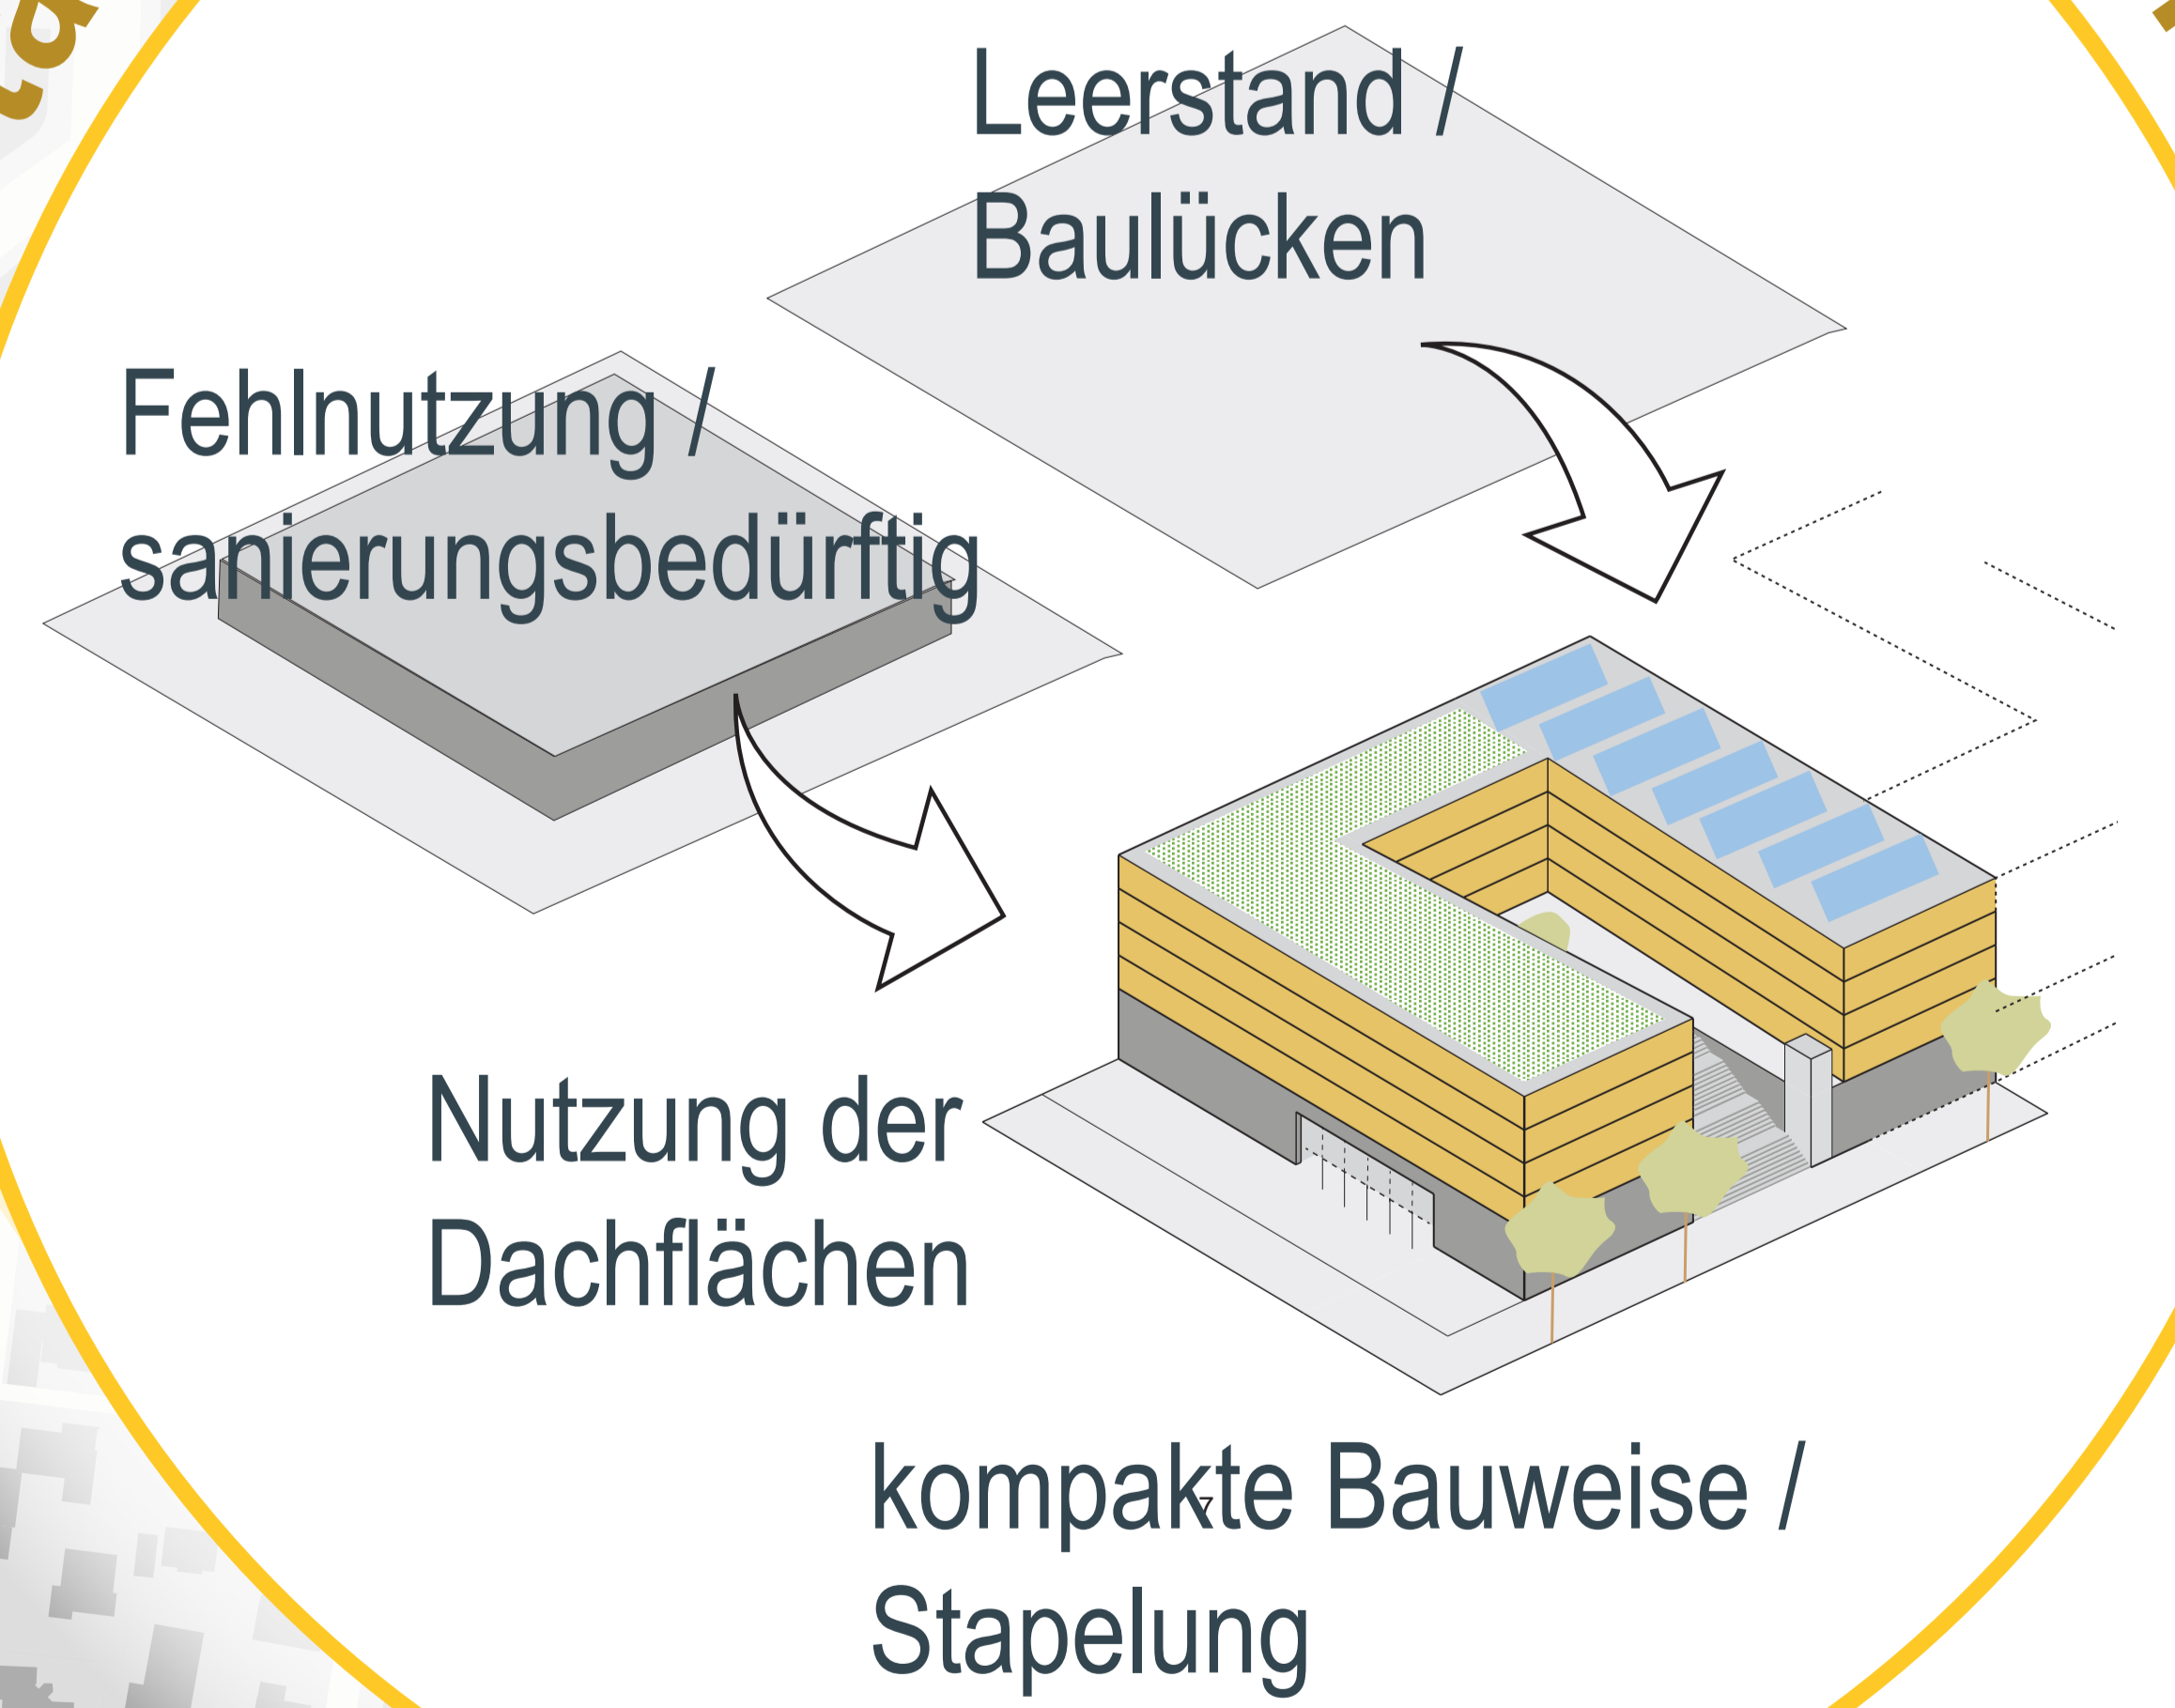 Leerstand /
Baulücken
Fehlnutzung /
sanierungsbedürftig
Nutzung der
Dachflächen
kompakte Bauweise /
Stapelung